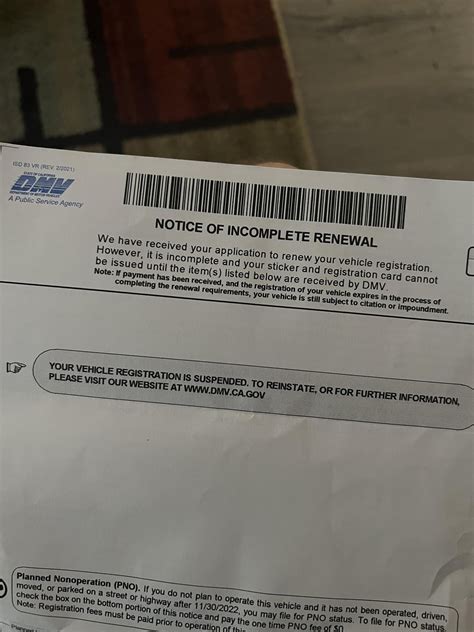 ISD 83 VR (REV. 2/2021)
STATE OF CALIFORNIA
DMV
DEPARTMENT OF MOTOR VEHICLES
A Public Service Agency
NOTICE OF INCOMPLETE RENEWAL
We have received your application to renew your vehicle registration.
However, it is incomplete and your sticker and registration card cannot
be issued until the item(s) listed below are received by DMV.
Note: If payment has been received, and the registration of your vehicle expires in the process of
completing the renewal requirements, your vehicle is still subject to citation or impoundment.
YOUR VEHICLE REGISTRATION IS SUSPENDED. TO REINSTATE, OR FOR FURTHER INFORMATION,
PLEASE VISIT OUR WEBSITE AT WWW.DMV.CA.GOV
Planned Nonoperation (PNO). If you do not plan to operate this vehicle and it has not been operated, driven,
moved, or parked on a street or highway after 11/30/2022, you may file for PNO status. To file for PNO status,
check the box on the bottom portion of this notice and pay the one time PNO fee of $0
Note: Registration fees must be paid prior to operation of